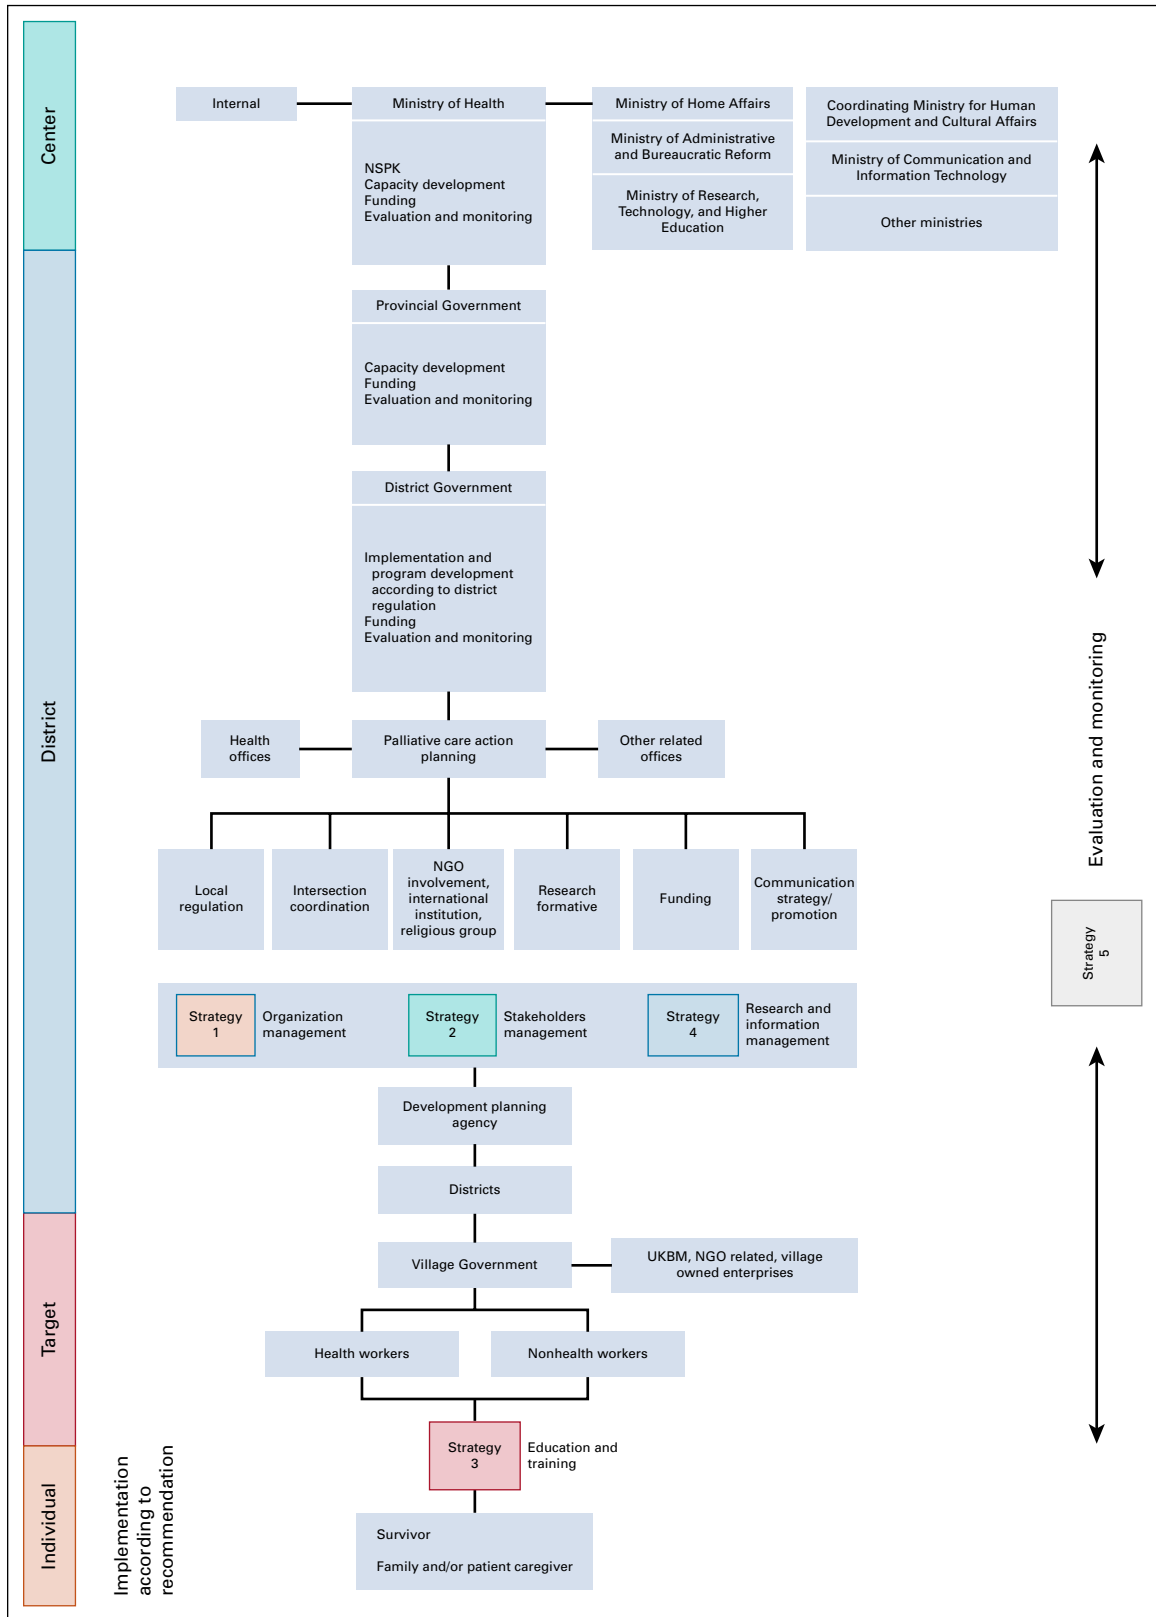 Center
Internal
Ministry of Health
NSPK
Capacity development
Funding
Evaluation and monitoring
Ministry of Home Affairs
Ministry of Administrative
and Bureaucratic Reform
Ministry of Research,
Technology, and Higher
Education
Coordinating Ministry for Human
Development and Cultural Affairs
Ministry of Communication and
Information Technology
Other ministries
District
Provincial Government
Capacity development
Funding
Evaluation and monitoring
District Government
Implementation and
program development
according to district
regulation
Funding
Evaluation and monitoring
Health
offices
Palliative care action
planning
Other related
offices
Local
regulation
Intersection
coordination
NGO
involvement,
international
institution,
religious group
Research
formative
Funding
Communication
strategy/
promotion
Strategy
1
Organization
management
Strategy
2
Stakeholders
management
Strategy
4
Research and
information
management
Development planning
agency
Districts
Target
Village Government
UKBM, NGO related, village
owned enterprises
Health workers
Nonhealth workers
Strategy
3
Education and
training
Individual
Implementation
according to
recommendation
Survivor
Family and/or patient caregiver
Evaluation and monitoring
Strategy
5